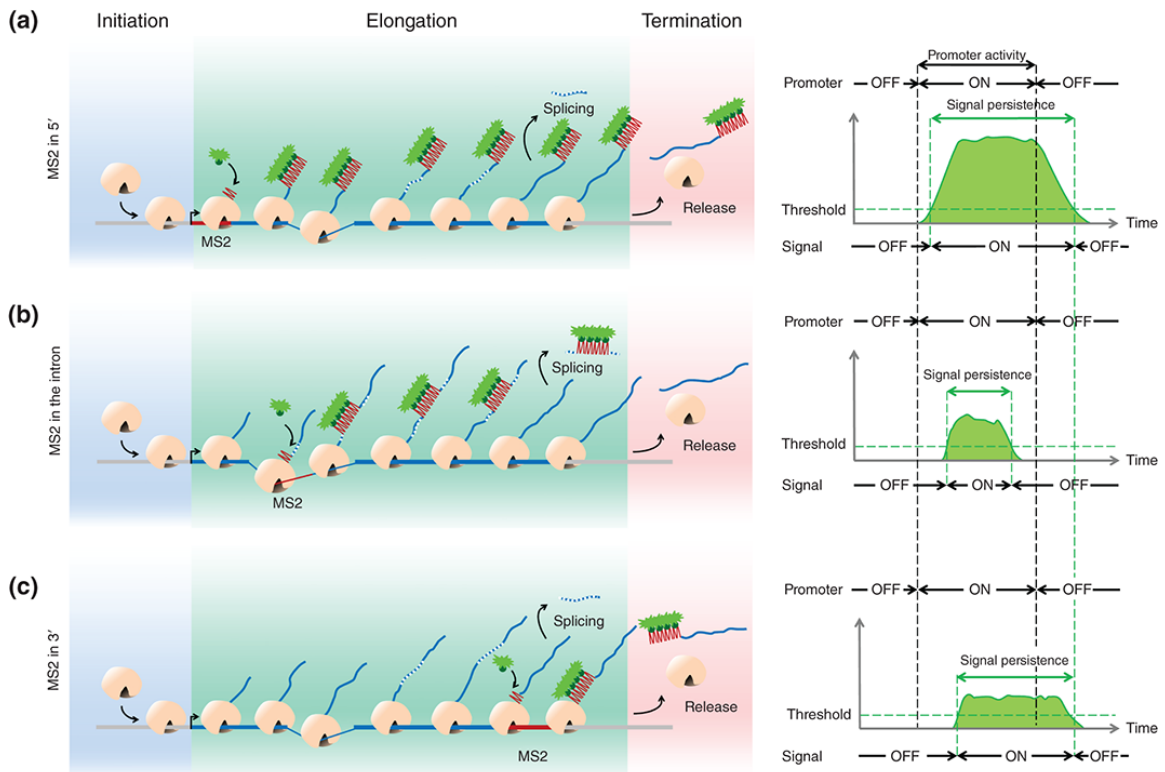 Initiation
Elongation
Termination
(a)
MS2 in 5′
MS2
Splicing
Release
Promoter activity
Promoter OFF ON OFF
Signal persistence
Threshold
Time
Signal OFF ON OFF
(b)
MS2 in the intron
MS2
Splicing
Release
Promoter OFF ON OFF
Signal persistence
Threshold
Time
Signal OFF ON OFF
(c)
MS2 in 3′
MS2
Splicing
Release
Promoter OFF ON OFF
Signal persistence
Threshold
Time
Signal OFF ON OFF